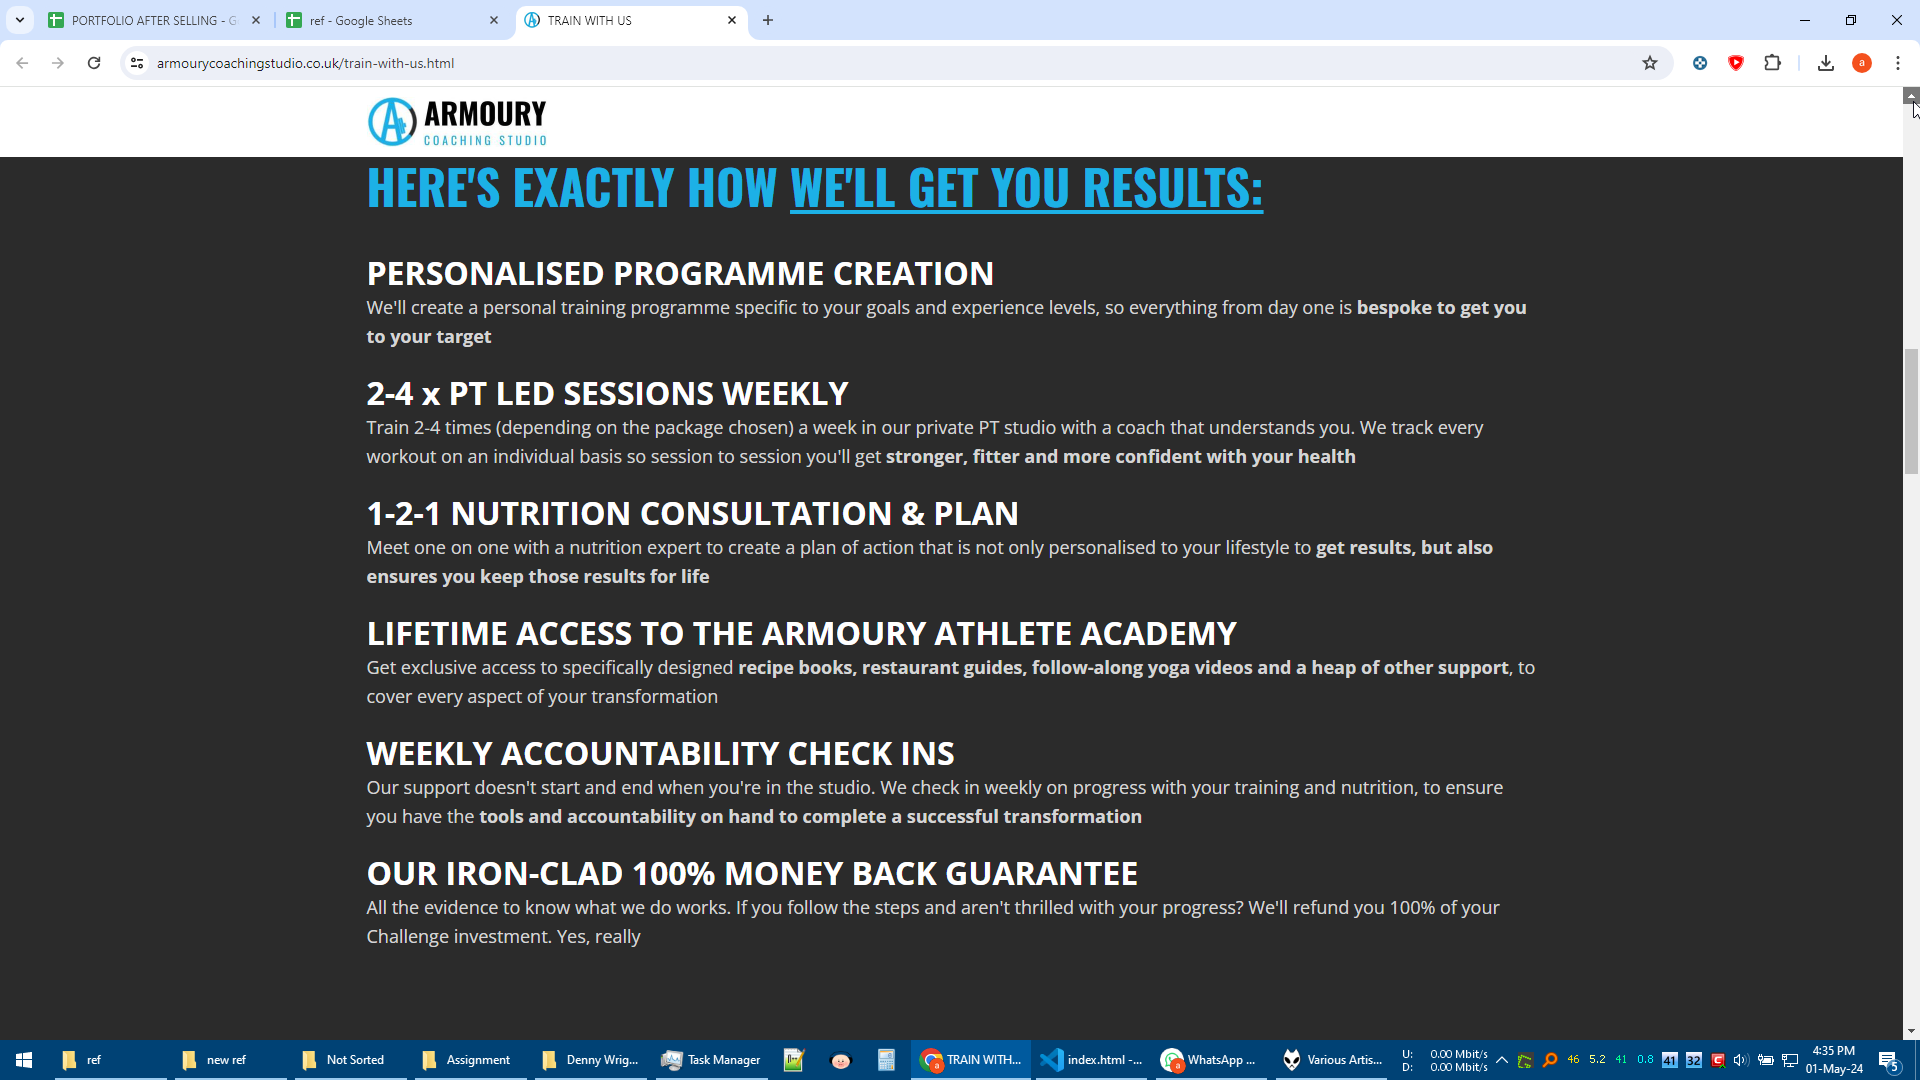 PORTFOLIO AFTER SELLING - G
ref - Google Sheets
TRAIN WITH US
armourycoachingstudio.co.uk/train-with-us.html
a
ARMOURY
COACHING STUDIO
HERE'S EXACTLY HOW WE'LL GET YOU RESULTS:
PERSONALISED PROGRAMME CREATION
We'll create a personal training programme specific to your goals and experience levels, so everything from day one is bespoke to get you
to your target
2-4 x PT LED SESSIONS WEEKLY
Train 2-4 times (depending on the package chosen) a week in our private PT studio with a coach that understands you. We track every
workout on an individual basis so session to session you'll get stronger, fitter and more confident with your health
1-2-1 NUTRITION CONSULTATION & PLAN
Meet one on one with a nutrition expert to create a plan of action that is not only personalised to your lifestyle to get results, but also
ensures you keep those results for life
LIFETIME ACCESS TO THE ARMOURY ATHLETE ACADEMY
Get exclusive access to specifically designed recipe books, restaurant guides, follow-along yoga videos and a heap of other support, to
cover every aspect of your transformation
WEEKLY ACCOUNTABILITY CHECK INS
Our support doesn't start and end when you're in the studio. We check in weekly on progress with your training and nutrition, to ensure
you have the tools and accountability on hand to complete a successful transformation
OUR IRON-CLAD 100% MONEY BACK GUARANTEE
All the evidence to know what we do works. If you follow the steps and aren't thrilled with your progress? We'll refund you 100% of your
Challenge investment. Yes, really
ref
new ref
Not Sorted
Assignment
Denny Wrig...
Task Manager
TRAIN WITH...
index.html -...
WhatsApp ...
Various Artis...
U: 0.00 Mbit/s
D: 0.00 Mbit/s
46 5.2 41 0.8 41 32
4:35 PM
01-May-24
5